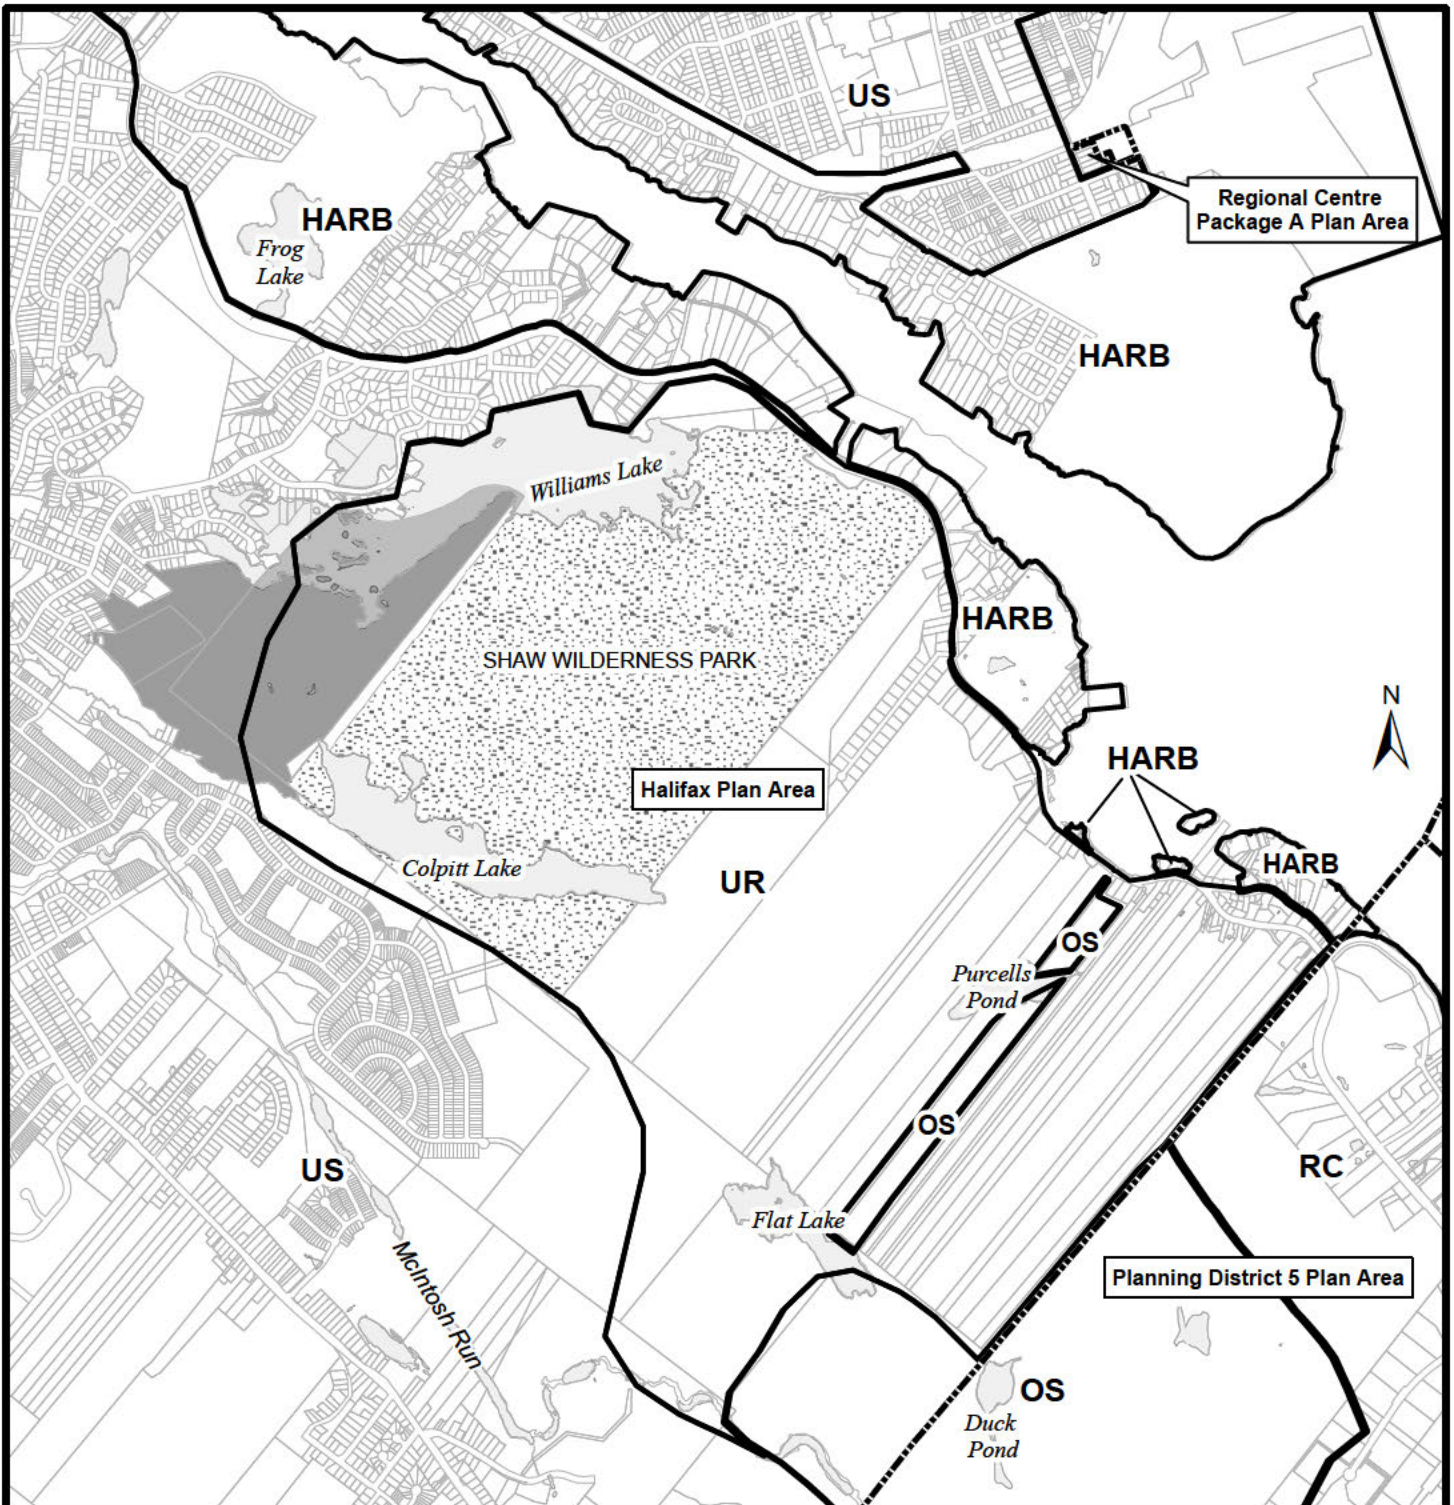 US
Regional Centre
Package A Plan Area
HARB
Frog
Lake
HARB
Williams Lake
HARB
SHAW WILDERNESS PARK
N
HARB
Halifax Plan Area
HARB
Colpitt Lake
UR
OS
Purcells
Pond
OS
US
RC
Flat Lake
McIntosh Run
Planning District 5 Plan Area
OS
Duck
Pond